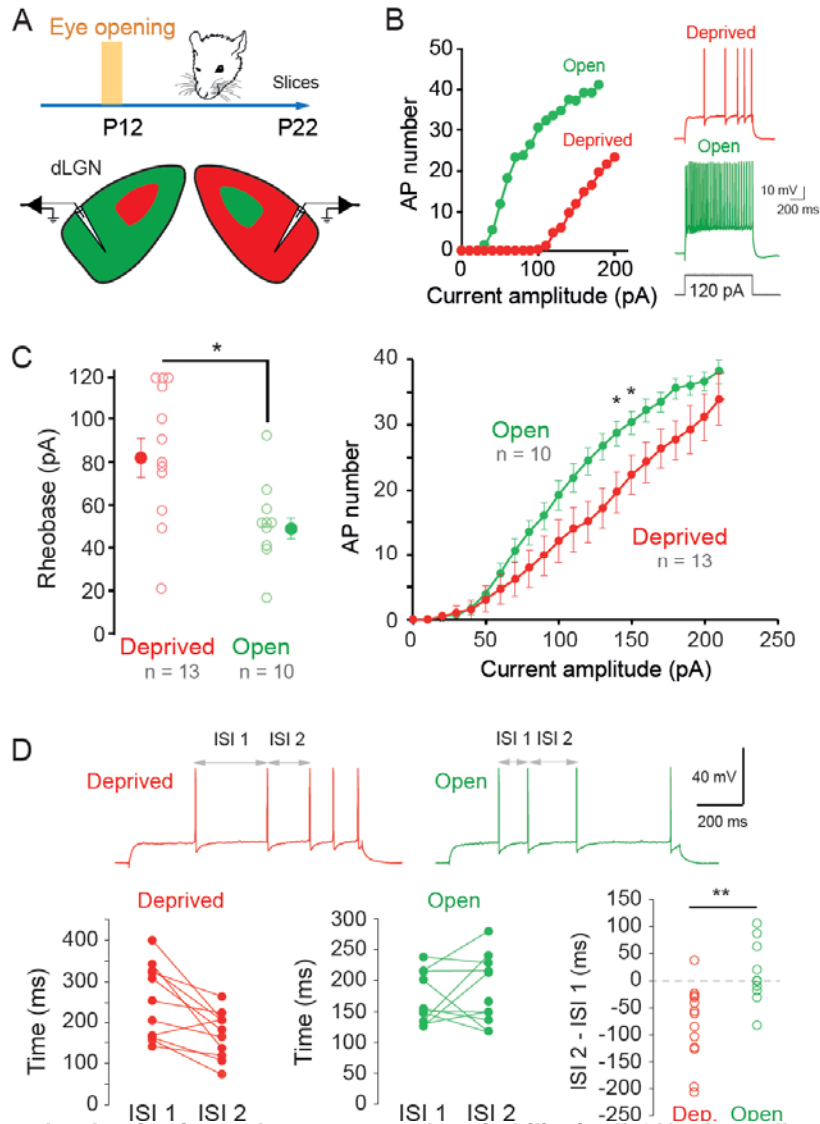 A
Eye opening
Slices
P12 P22
dLGN
B
50
40
30
20
10
0
AP number
Open
Deprived
0 100 200
Current amplitude (pA)
Deprived
Open
10 mV
200 ms
120 pA
C
120
100
80
60
40
20
0
Rheobase (pA)
*
Deprived Open
n = 13 n = 10
40
30
20
10
0
AP number
* *
Open
n = 10
Deprived
n = 13
0 50 100 150 200 250
Current amplitude (pA)
D
ISI 1 ISI 2
Deprived
ISI 1 ISI 2
Open
40 mV
200 ms
Deprived
400
300
200
100
0
Time (ms)
ISI 1 ISI 2
Open
300
250
200
150
100
50
0
Time (ms)
ISI 1 ISI 2
**
150
100
50
0
-50
-100
-150
-200
-250
ISI 2 - ISI 1 (ms)
Dep. Open